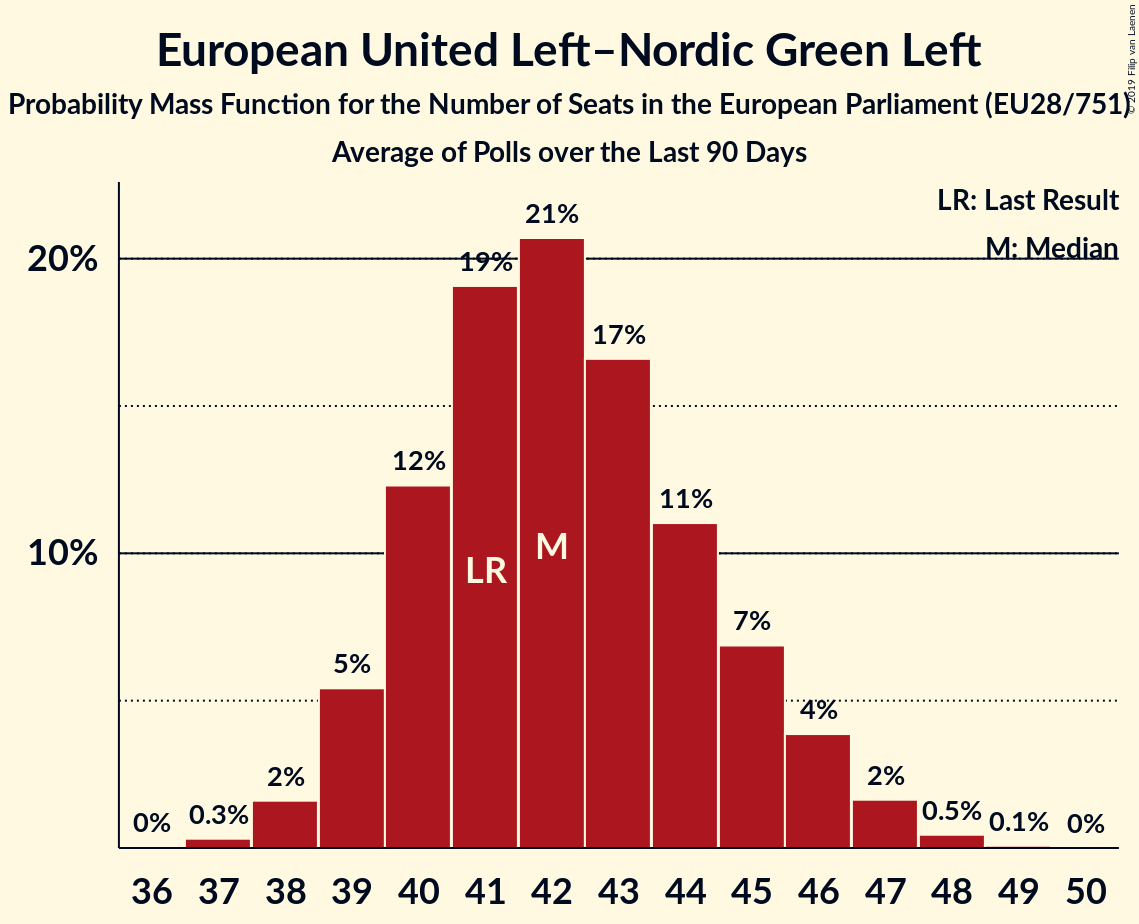 European United Left–Nordic Green Left
Probability Mass Function for the Number of Seats in the European Parliament (EU28/751)
Average of Polls over the Last 90 Days
© 2019 Filip van Laenen
LR: Last Result
M: Median
20%
10%
0%
0.3%
2%
5%
12%
19%
21%
17%
11%
7%
4%
2%
0.5%
0.1%
0%
LR
M
36 37 38 39 40 41 42 43 44 45 46 47 48 49 50